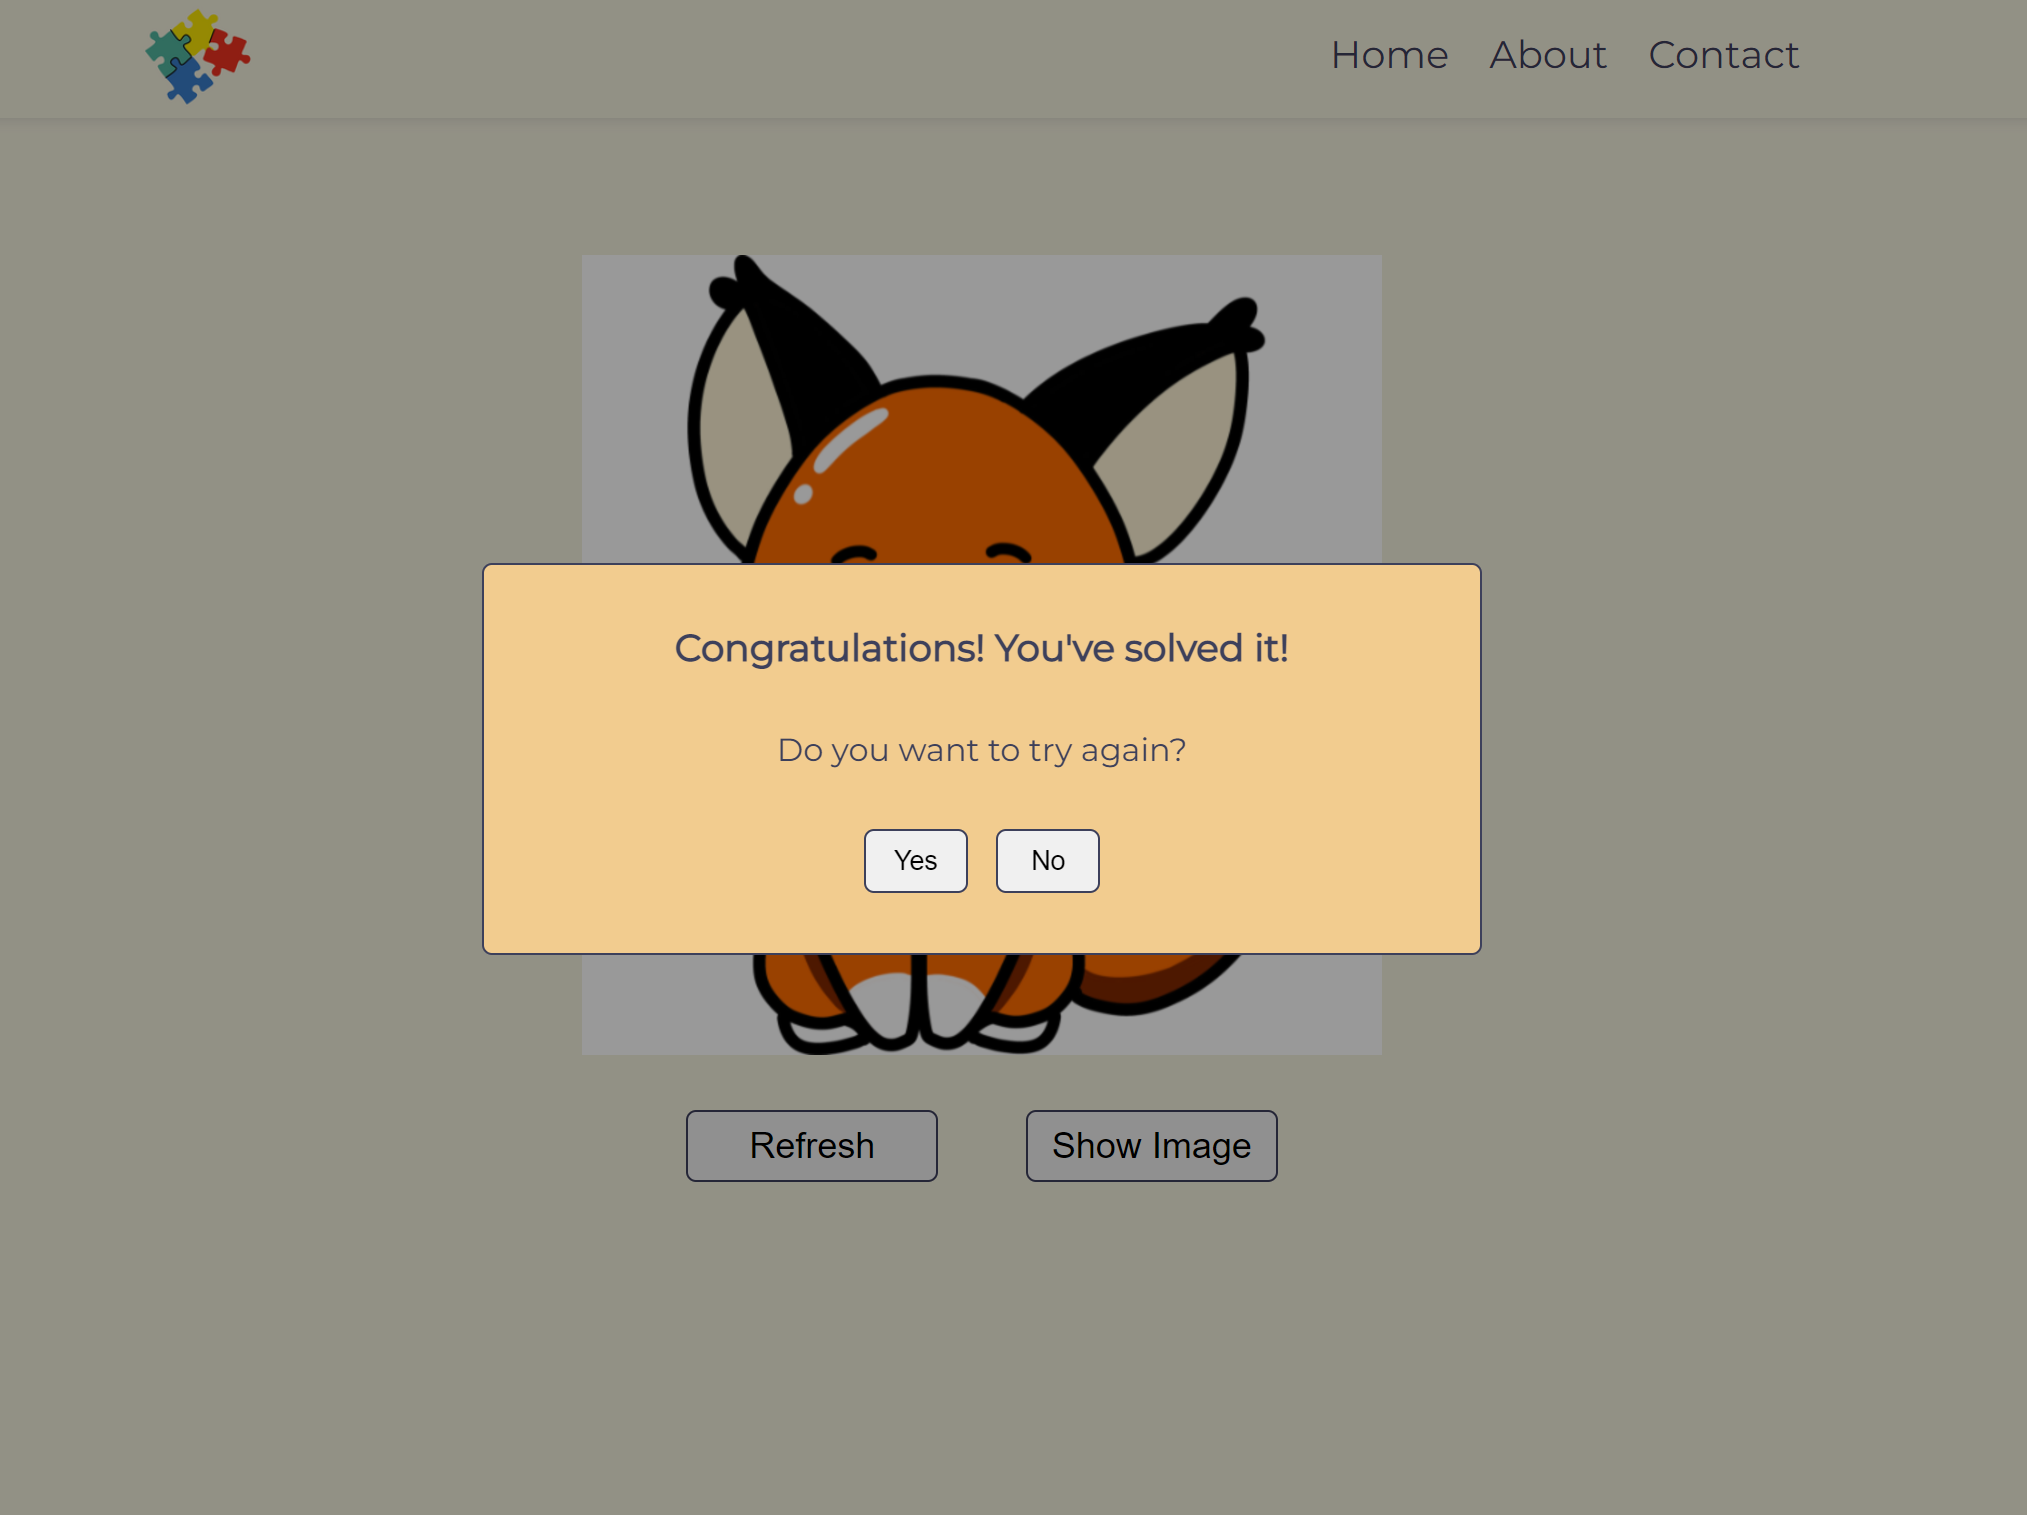 Home About Contact
Congratulations! You've solved it!
Do you want to try again?
Yes No
Refresh Show Image